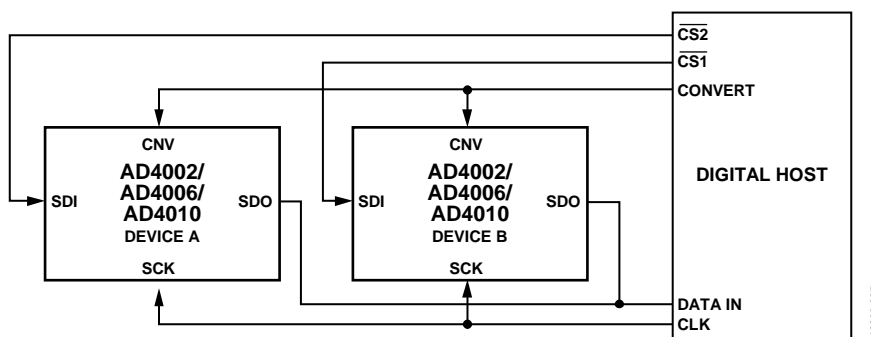 CS2
CS1
CONVERT
CNV
AD4002/
AD4006/
AD4010
DEVICE A
SDI
SDO
SCK
CNV
AD4002/
AD4006/
AD4010
DEVICE B
SDI
SDO
SCK
DIGITAL HOST
DATA IN
CLK